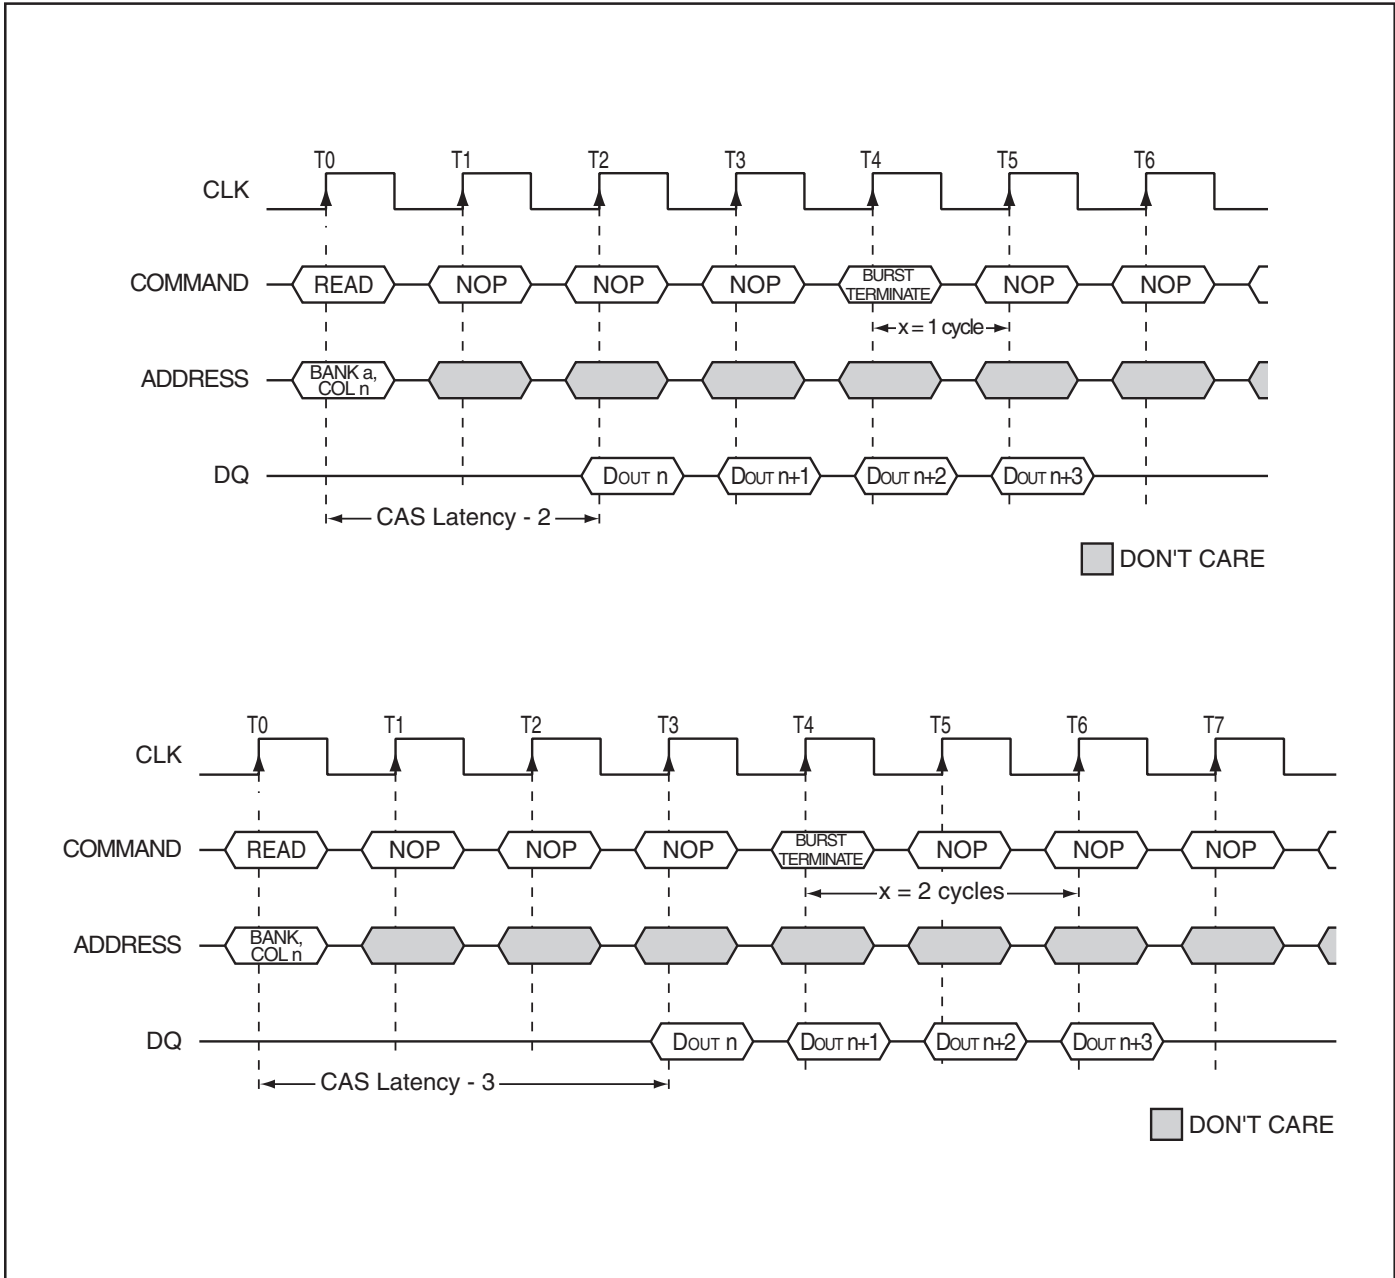 T0 T1 T2 T3 T4 T5 T6
CLK
COMMAND READ NOP NOP NOP BURST TERMINATE NOP NOP
x = 1 cycle
ADDRESS BANK a, COL n
DQ DOUT n DOUT n+1 DOUT n+2 DOUT n+3
CAS Latency - 2
DON'T CARE
T0 T1 T2 T3 T4 T5 T6 T7
CLK
COMMAND READ NOP NOP NOP BURST TERMINATE NOP NOP NOP
x = 2 cycles
ADDRESS BANK, COL n
DQ DOUT n DOUT n+1 DOUT n+2 DOUT n+3
CAS Latency - 3
DON'T CARE